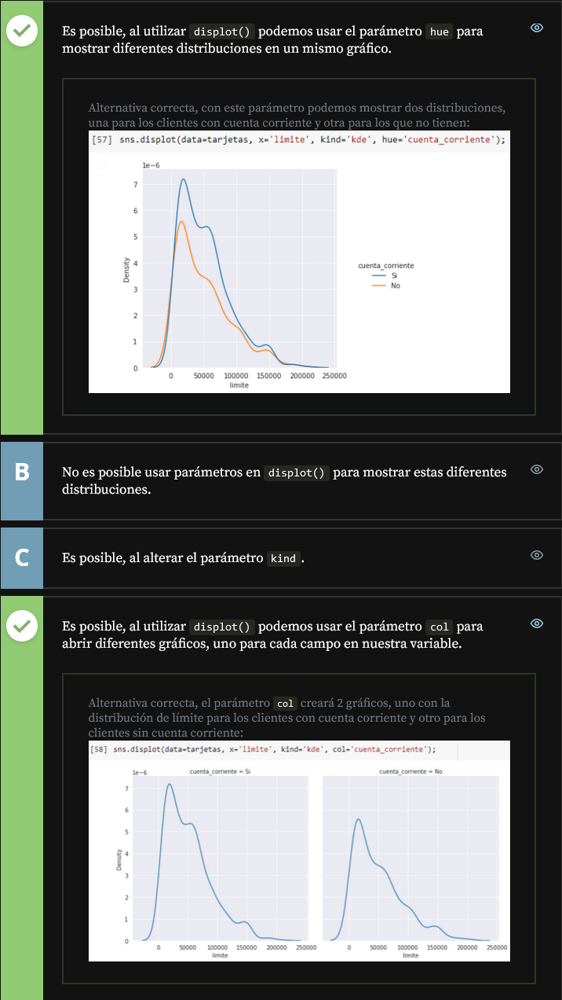 Es posible, al utilizar displot() podemos usar el parámetro hue para
mostrar diferentes distribuciones en un mismo gráfico.
Alternativa correcta, con este parámetro podemos mostrar dos distribuciones,
una para los clientes con cuenta corriente y otra para los que no tienen:
[57] sns.displot(data=tarjetas, x='limite', kind='kde', hue='cuenta_corriente');
1e−6
7
6
5
4
3
2
1
0
Density
0 50000 100000 150000 200000 250000
limite
cuenta_corriente
Si
No
B
No es posible usar parámetros en displot() para mostrar estas diferentes
distribuciones.
C
Es posible, al alterar el parámetro kind.
Es posible, al utilizar displot() podemos usar el parámetro col para
abrir diferentes gráficos, uno para cada campo en nuestra variable.
Alternativa correcta, el parámetro col creará 2 gráficos, uno con la
distribución de límite para los clientes con cuenta corriente y otro para los
clientes sin cuenta corriente:
[58] sns.displot(data=tarjetas, x='limite', kind='kde', col='cuenta_corriente');
1e−6
cuenta_corriente = Si
7
6
5
4
3
2
1
0
Density
0 50000 100000 150000 200000 250000
limite
cuenta_corriente = No
0 50000 100000 150000 200000 250000
limite